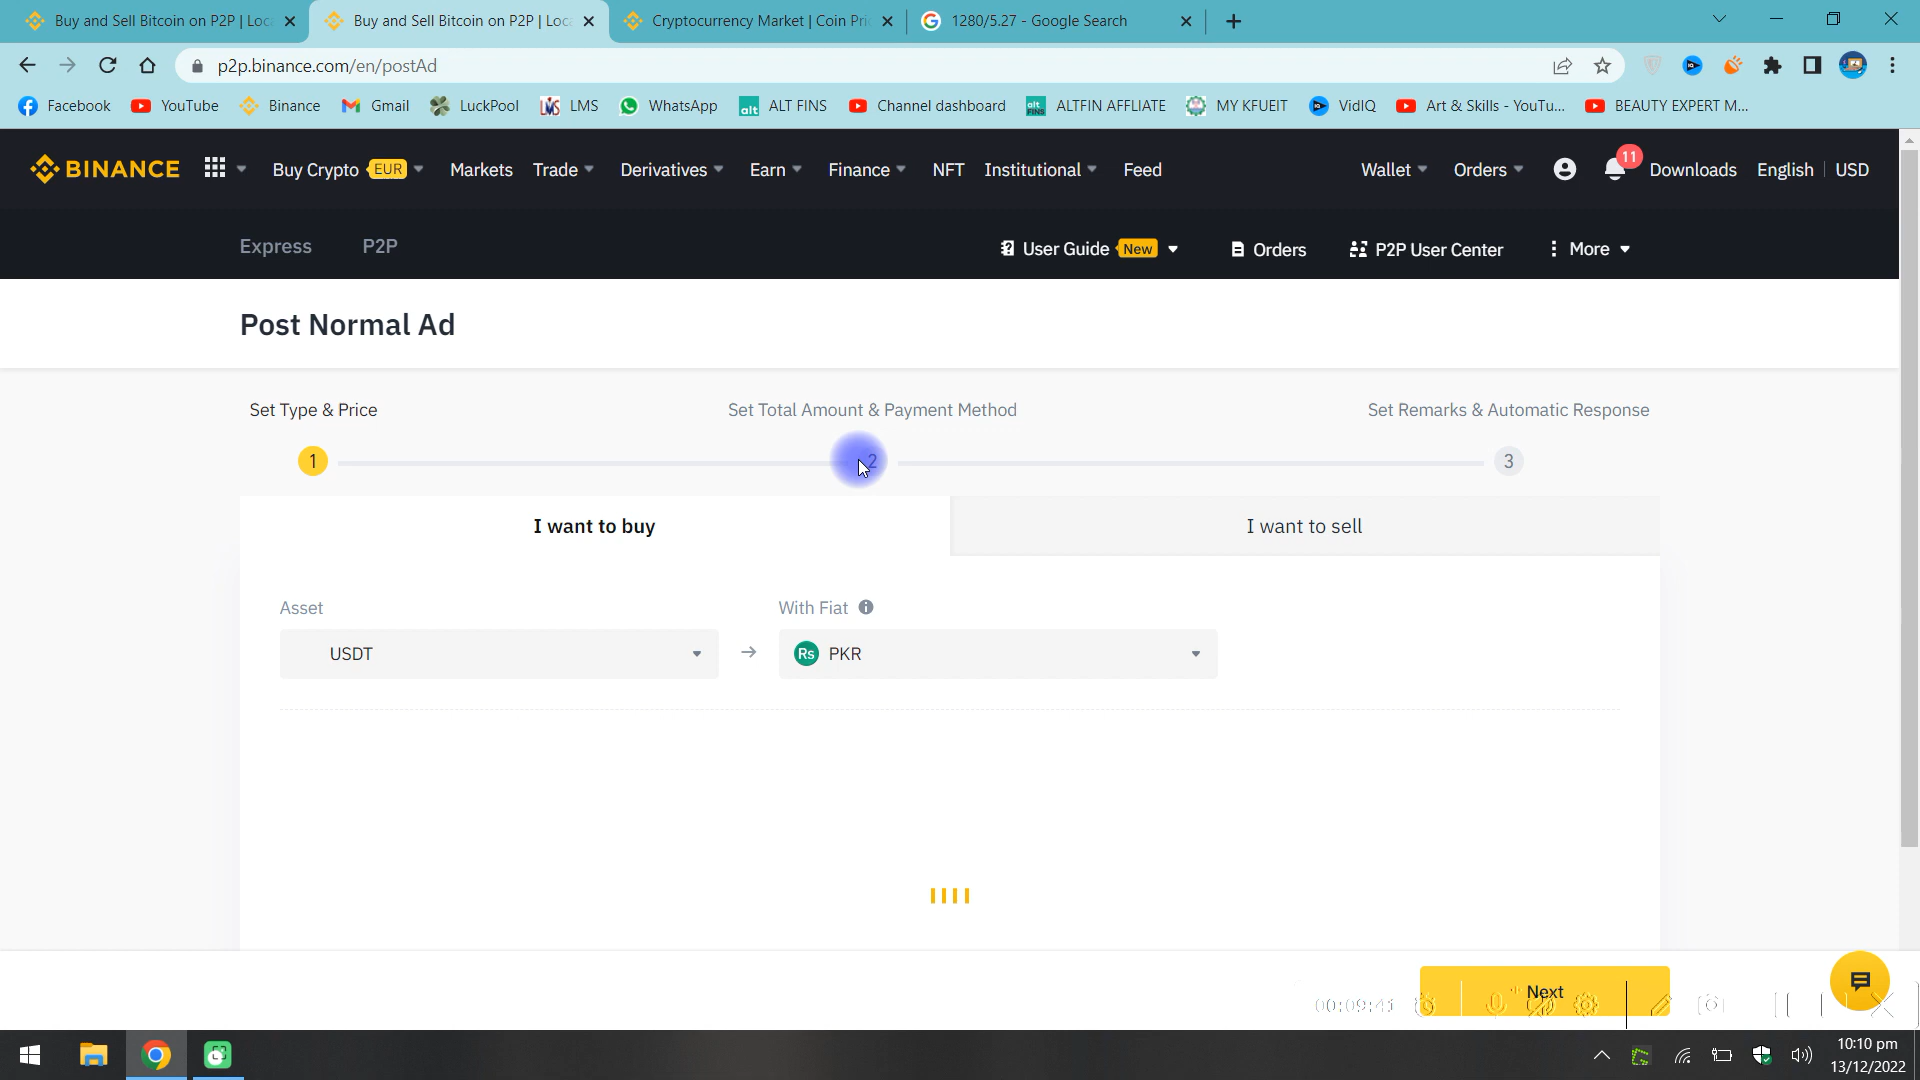 Buy and Sell Bitcoin on P2P | Loca
Buy and Sell Bitcoin on P2P | Loca
Cryptocurrency Market | Coin Pric
1280/5.27 - Google Search
p2p.binance.com/en/postAd
Facebook
YouTube
Binance
Gmail
LuckPool
LMS
WhatsApp
ALT FINS
Channel dashboard
ALTFIN AFFLIATE
MY KFUEIT
VidIQ
Art & Skills - YouTu...
BEAUTY EXPERT M...
BINANCE
Buy Crypto EUR
Markets
Trade
Derivatives
Earn
Finance
NFT
Institutional
Feed
Wallet
Orders
11
Downloads
English
USD
Express
P2P
User Guide New
Orders
P2P User Center
More
Post Normal Ad
Set Type & Price
Set Total Amount & Payment Method
Set Remarks & Automatic Response
1
2
3
I want to buy
I want to sell
Asset
With Fiat
USDT
Rs PKR
Next
00:09:41
10:10 pm
13/12/2022